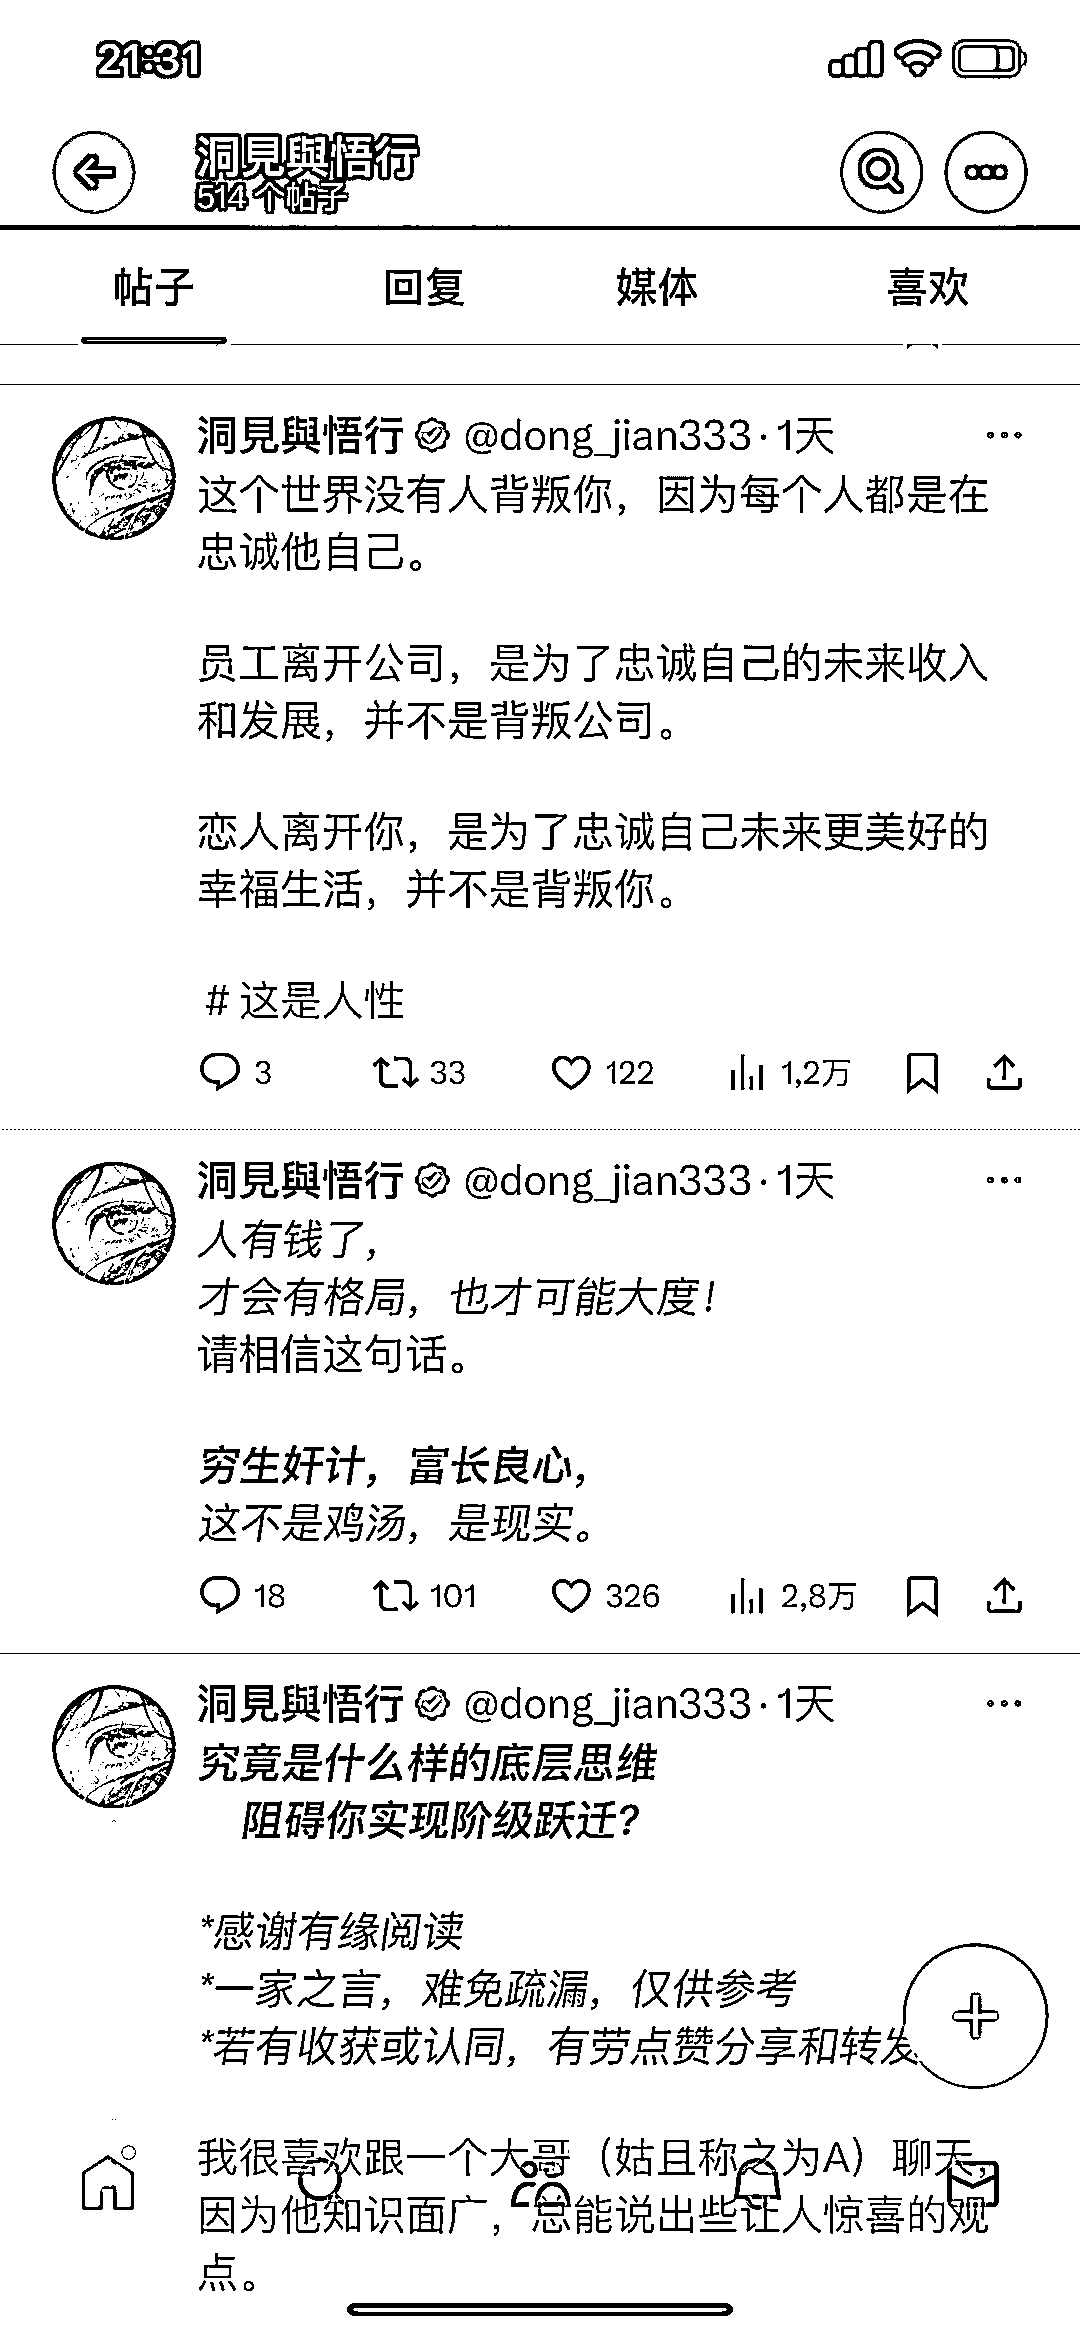 21:31
洞見與悟行
514 个帖子
帖子 回复 媒体 喜欢
洞見與悟行 @dong_jian333·1天
这个世界没有人背叛你，因为每个人都是在
忠诚他自己。
员工离开公司，是为了忠诚自己的未来收入
和发展，并不是背叛公司。
恋人离开你，是为了忠诚自己未来更美好的
幸福生活，并不是背叛你。
# 这是人性
3 33 122 1,2万
洞見與悟行 @dong_jian333·1天
人有钱了，
才会有格局，也才可能大度！
请相信这句话。
穷生奸计，富长良心，
这不是鸡汤，是现实。
18 101 326 2,8万
洞見與悟行 @dong_jian333·1天
究竟是什么样的底层思维
阻碍你实现阶级跃迁？
*感谢有缘阅读
*一家之言，难免疏漏，仅供参考
*若有收获或认同，有劳点赞分享和转发
我很喜欢跟一个大哥（姑且称之为A）聊天，
因为他知识面广，总能说出些让人惊喜的观
点。